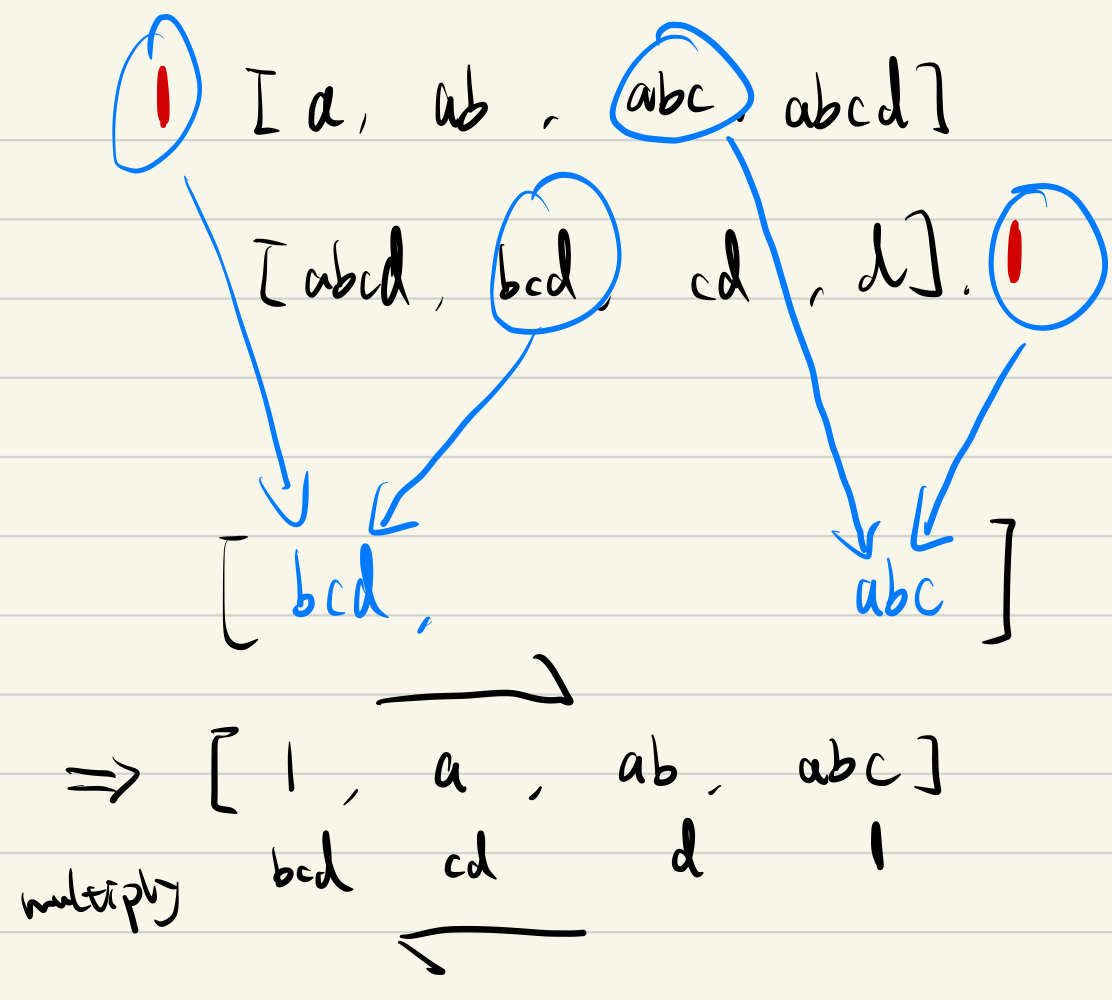 1 [a, ab, abc, abcd]
[abcd, bcd, cd, d]. 1
[bcd, abc]
⇒ [1, a, ab, abc]
multiply bcd cd d 1